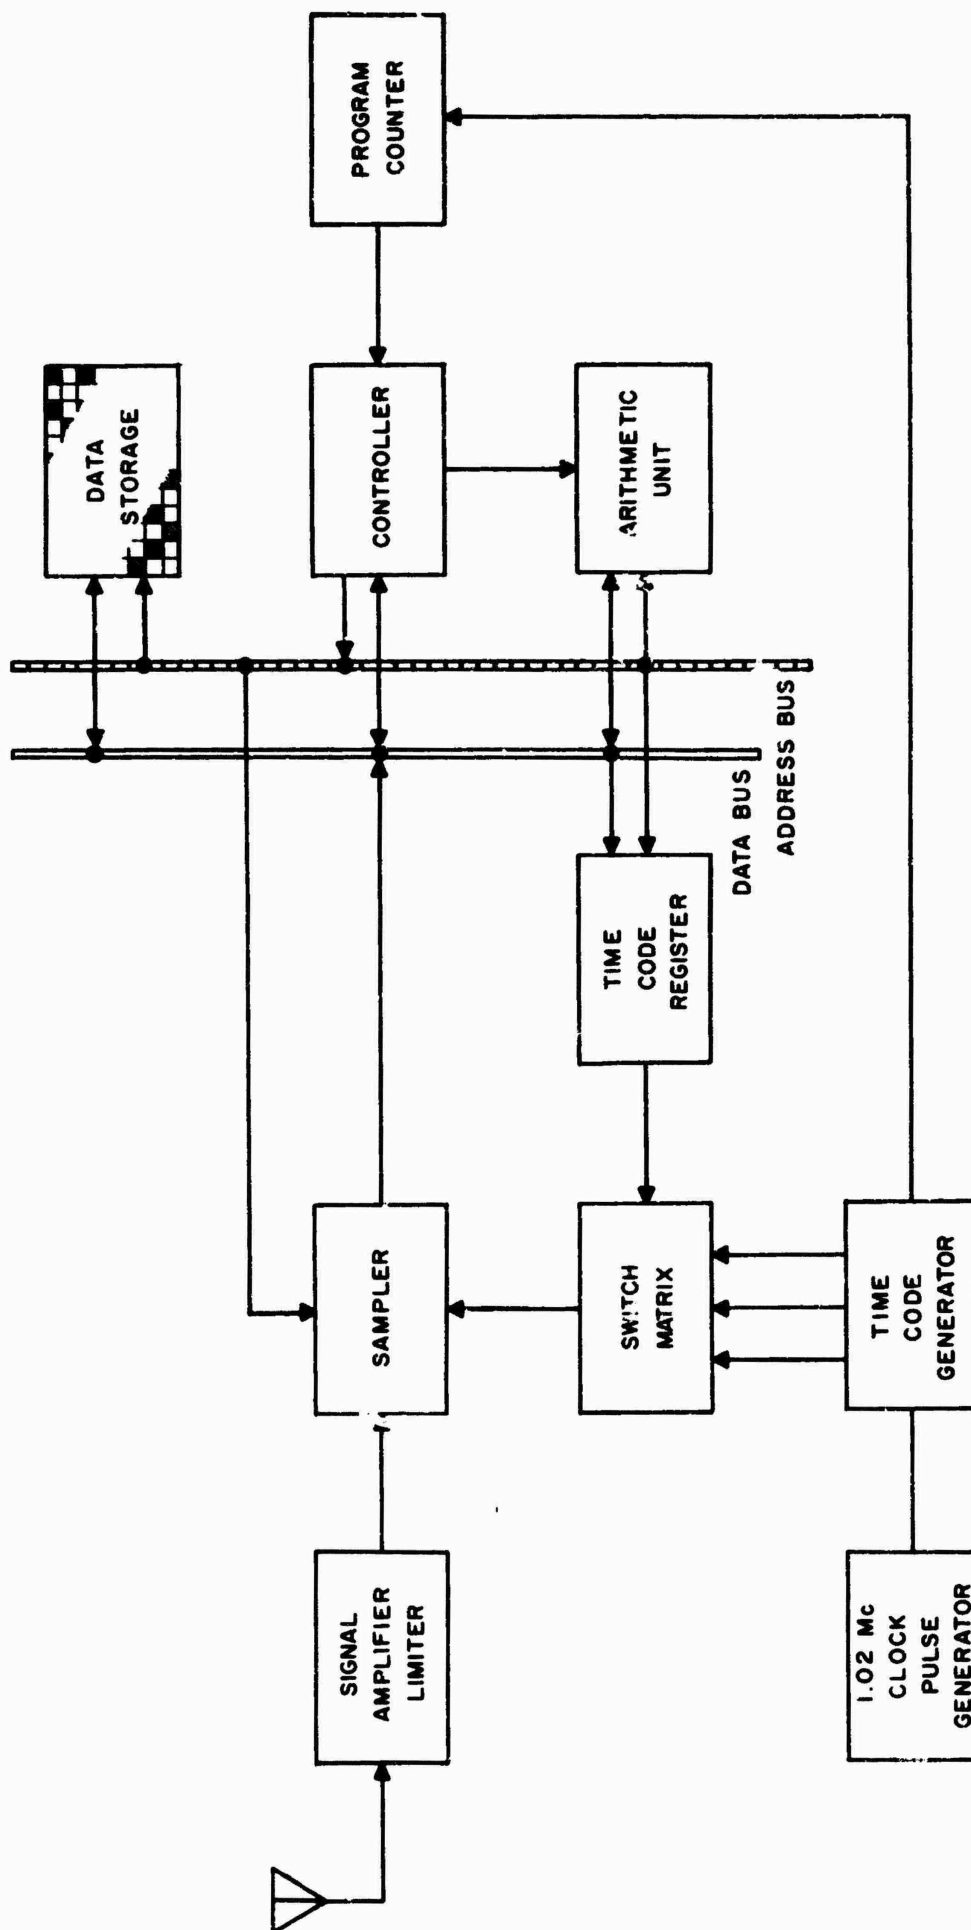 DATA
STORAGE
PROGRAM
COUNTER
CONTROLLER
SAMPLER
SIGNAL
AMPLIFIER
LIMITER
ARITHMETIC
UNIT
TIME
CODE
REGISTER
SWITCH
MATRIX
DATA BUS
ADDRESS BUS
TIME
CODE
GENERATOR
1.02 Mc
CLOCK
PULSE
GENERATOR